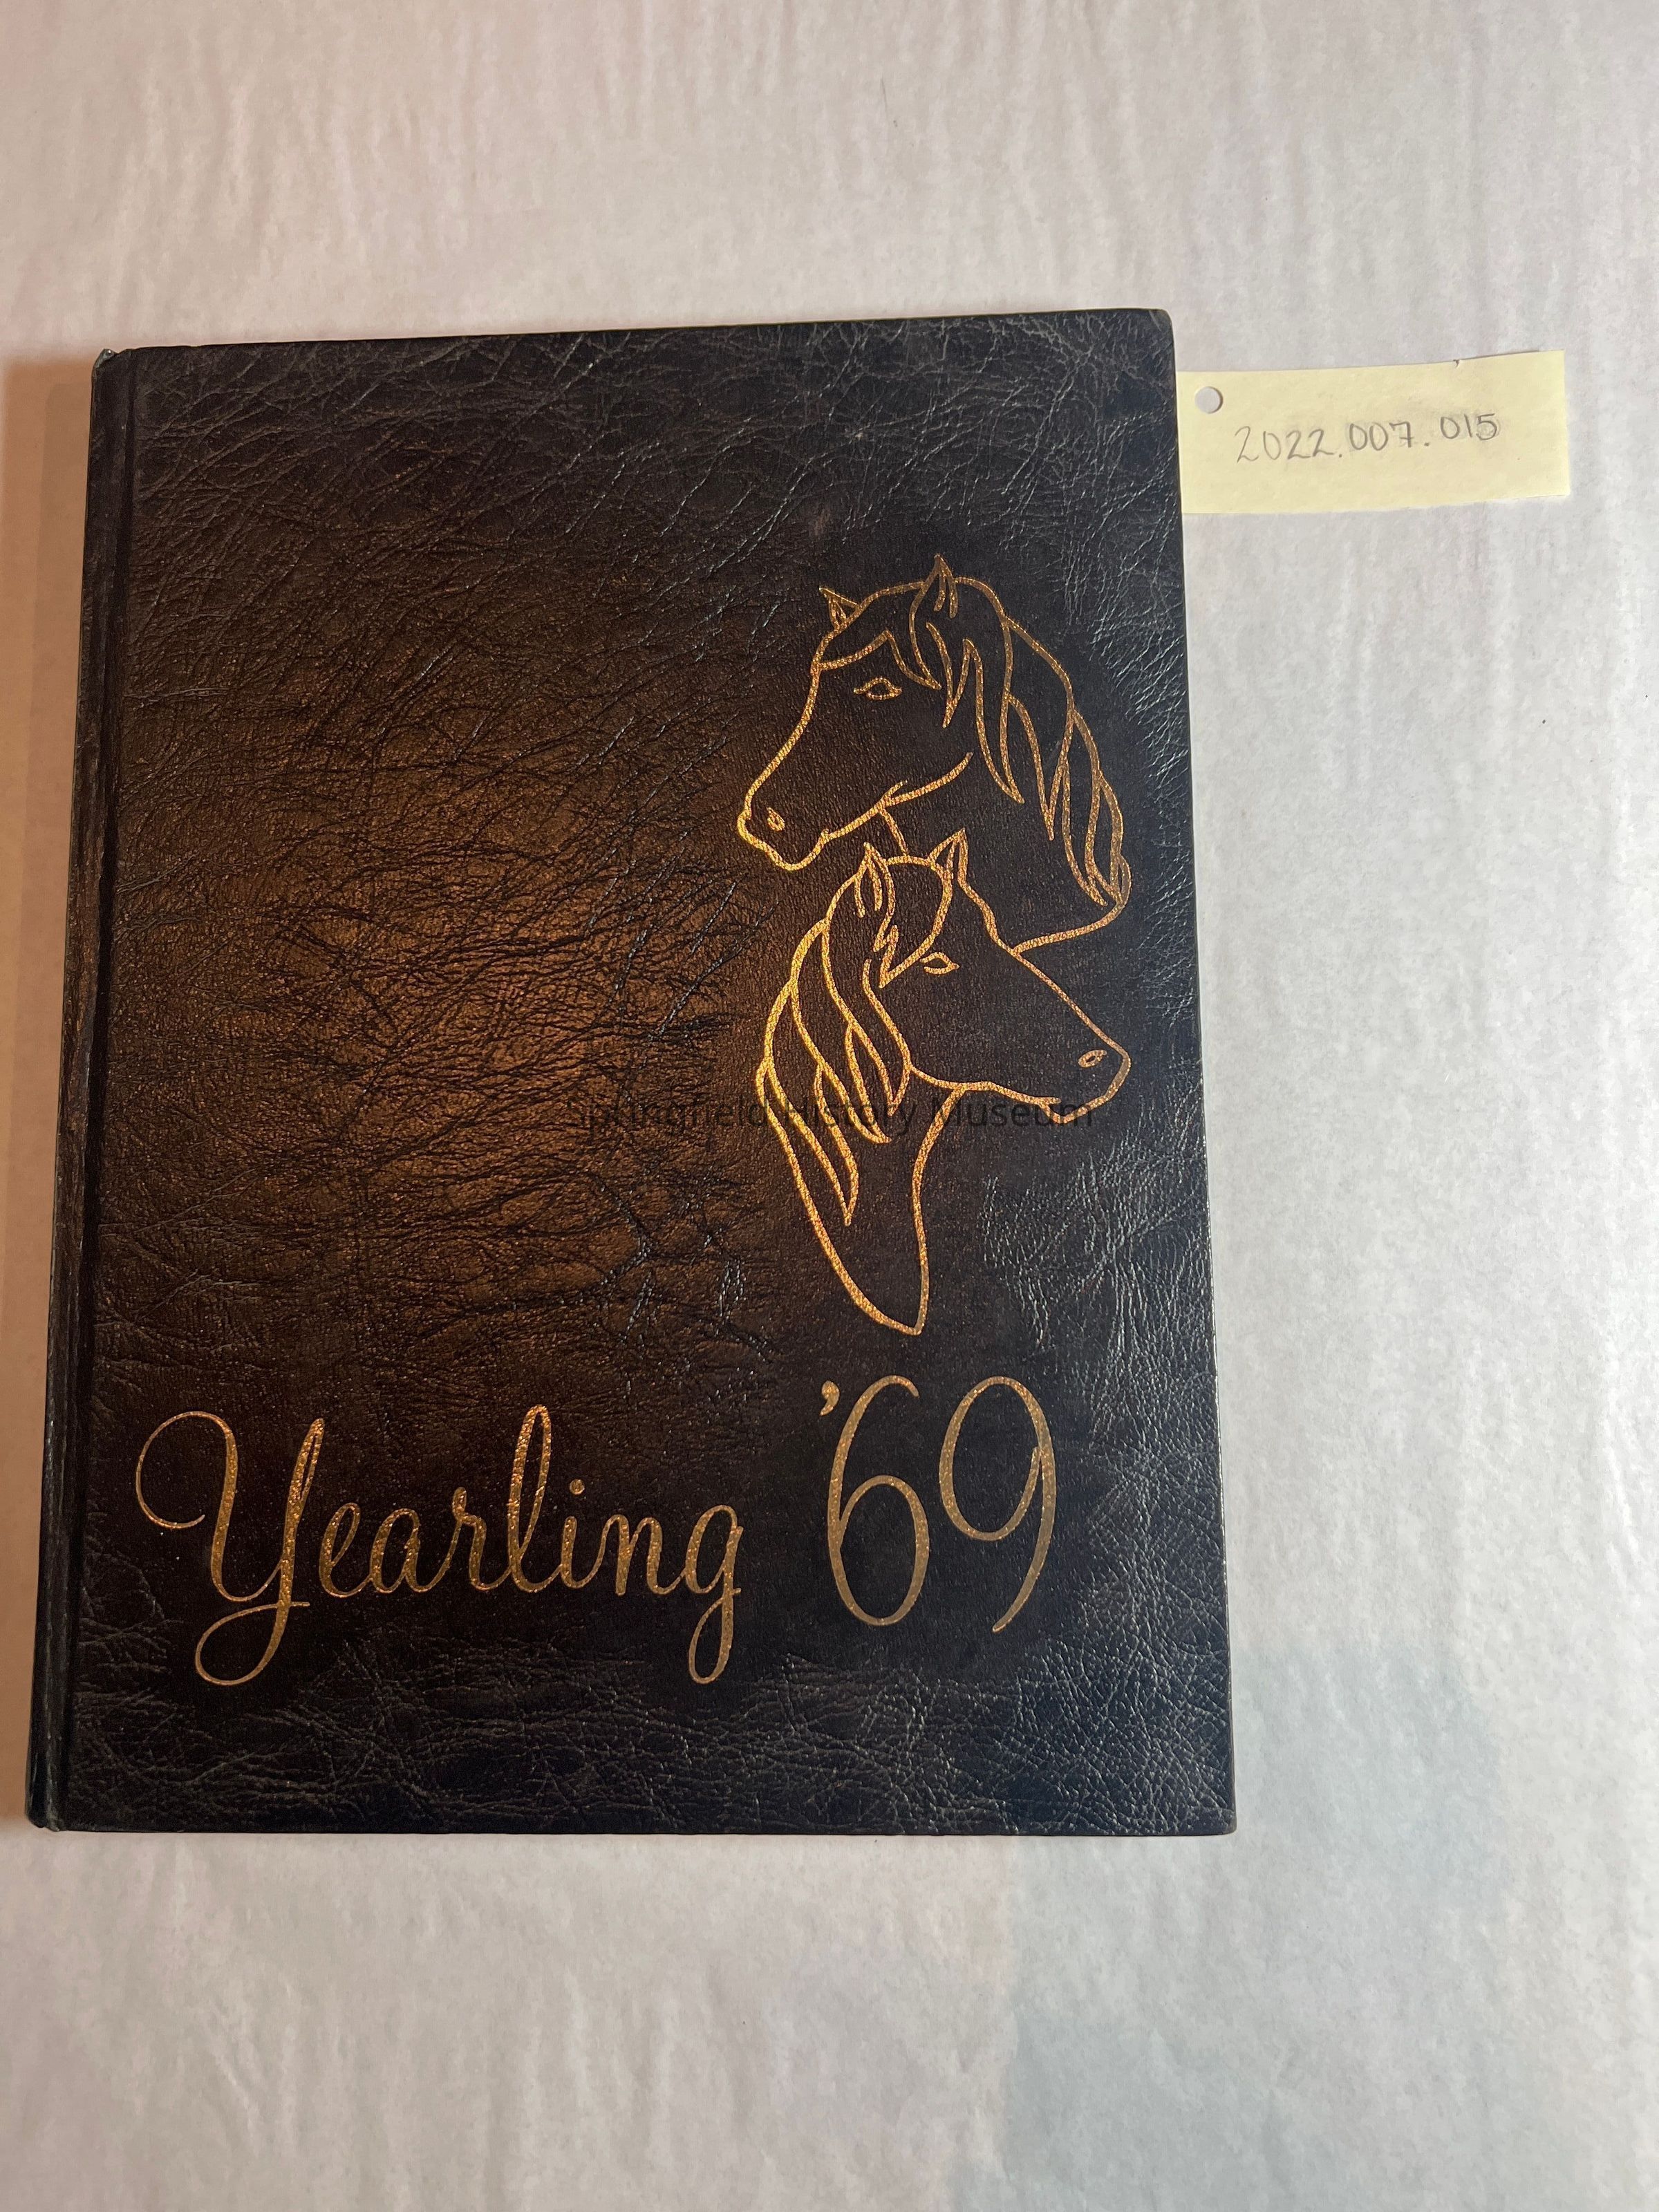 2022.007.015
Springfield History Museum
Yearling '69